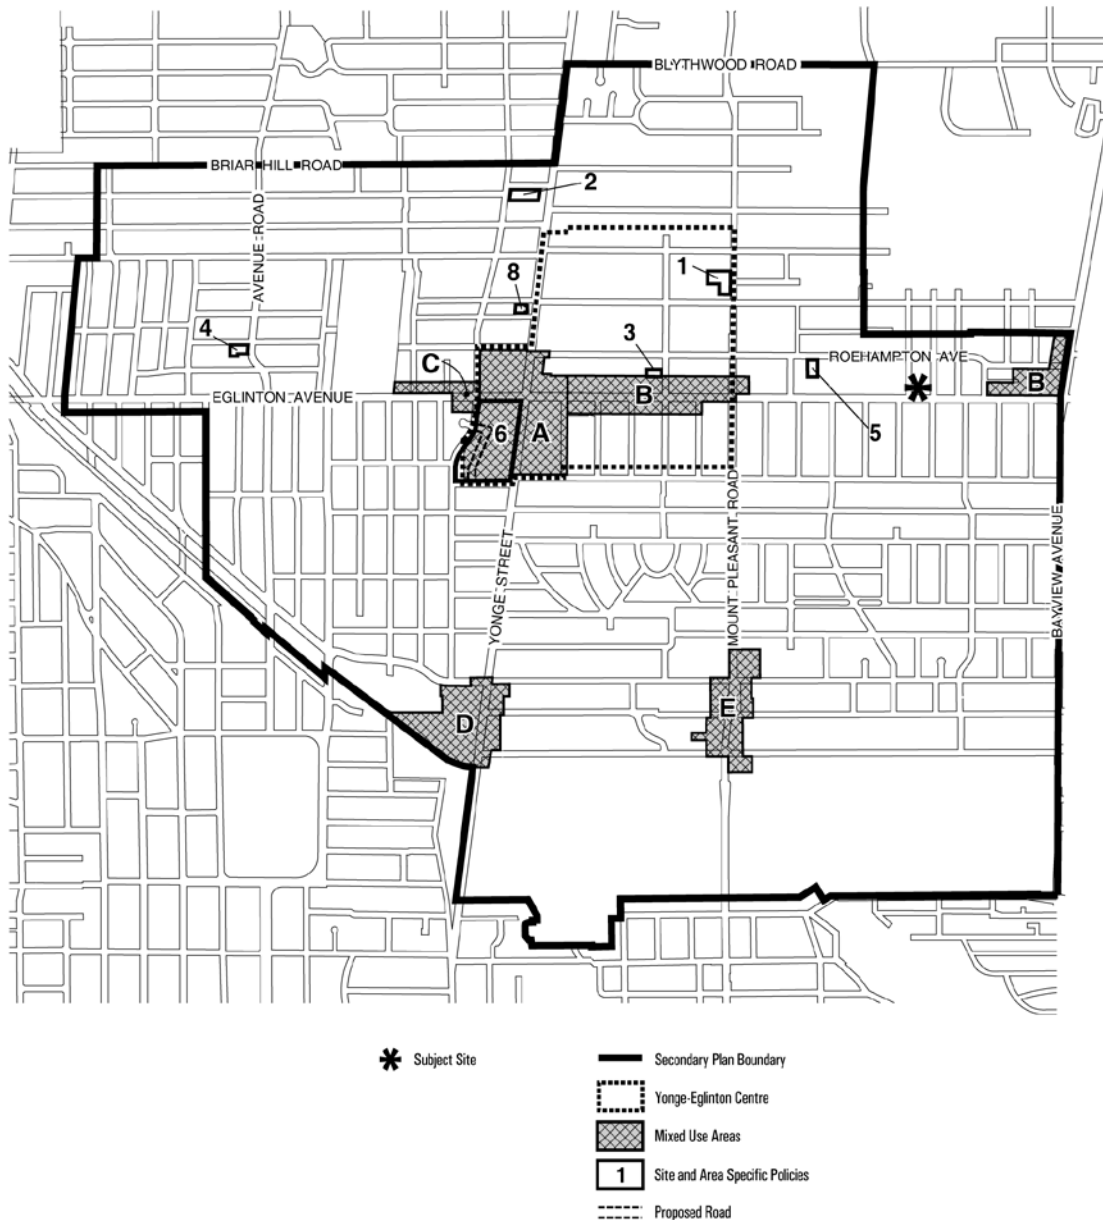 BLYTHWOOD ROAD
BRIAR HILL ROAD
2
AVENUE ROAD
1
8
4
3
ROEHAMPTON AVE
C
B
EGLINTON AVENUE
B
6
A
5
MOUNT PLEASANT ROAD
BAYVIEW AVENUE
YONGE STREET
D
E
Subject Site
Secondary Plan Boundary
Yonge-Eglinton Centre
Mixed Use Areas
1 Site and Area Specific Policies
Proposed Road